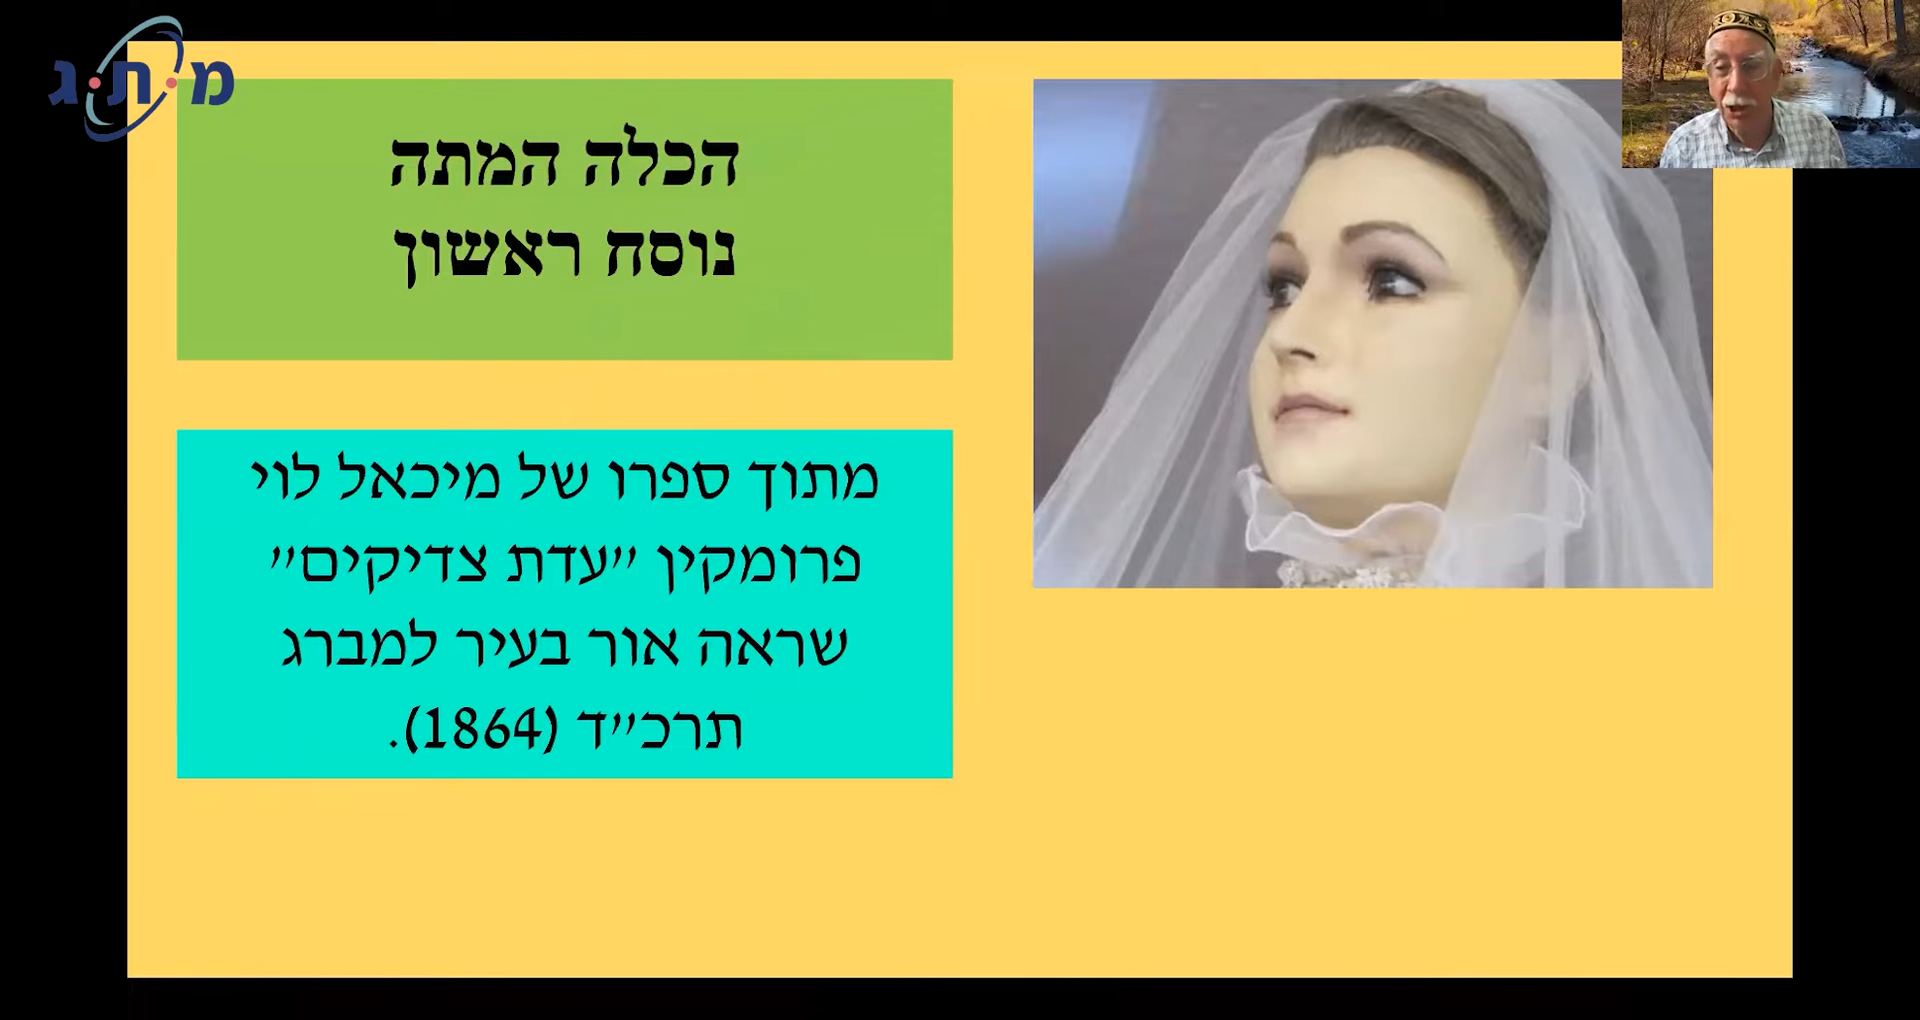 מ.ת.ג
הכלה המתה
נוסח ראשון
מתוך ספרו של מיכאל לוי
פרומקין "עדת צדיקים"
שראה אור בעיר למברג
תרכ"ד (1864).